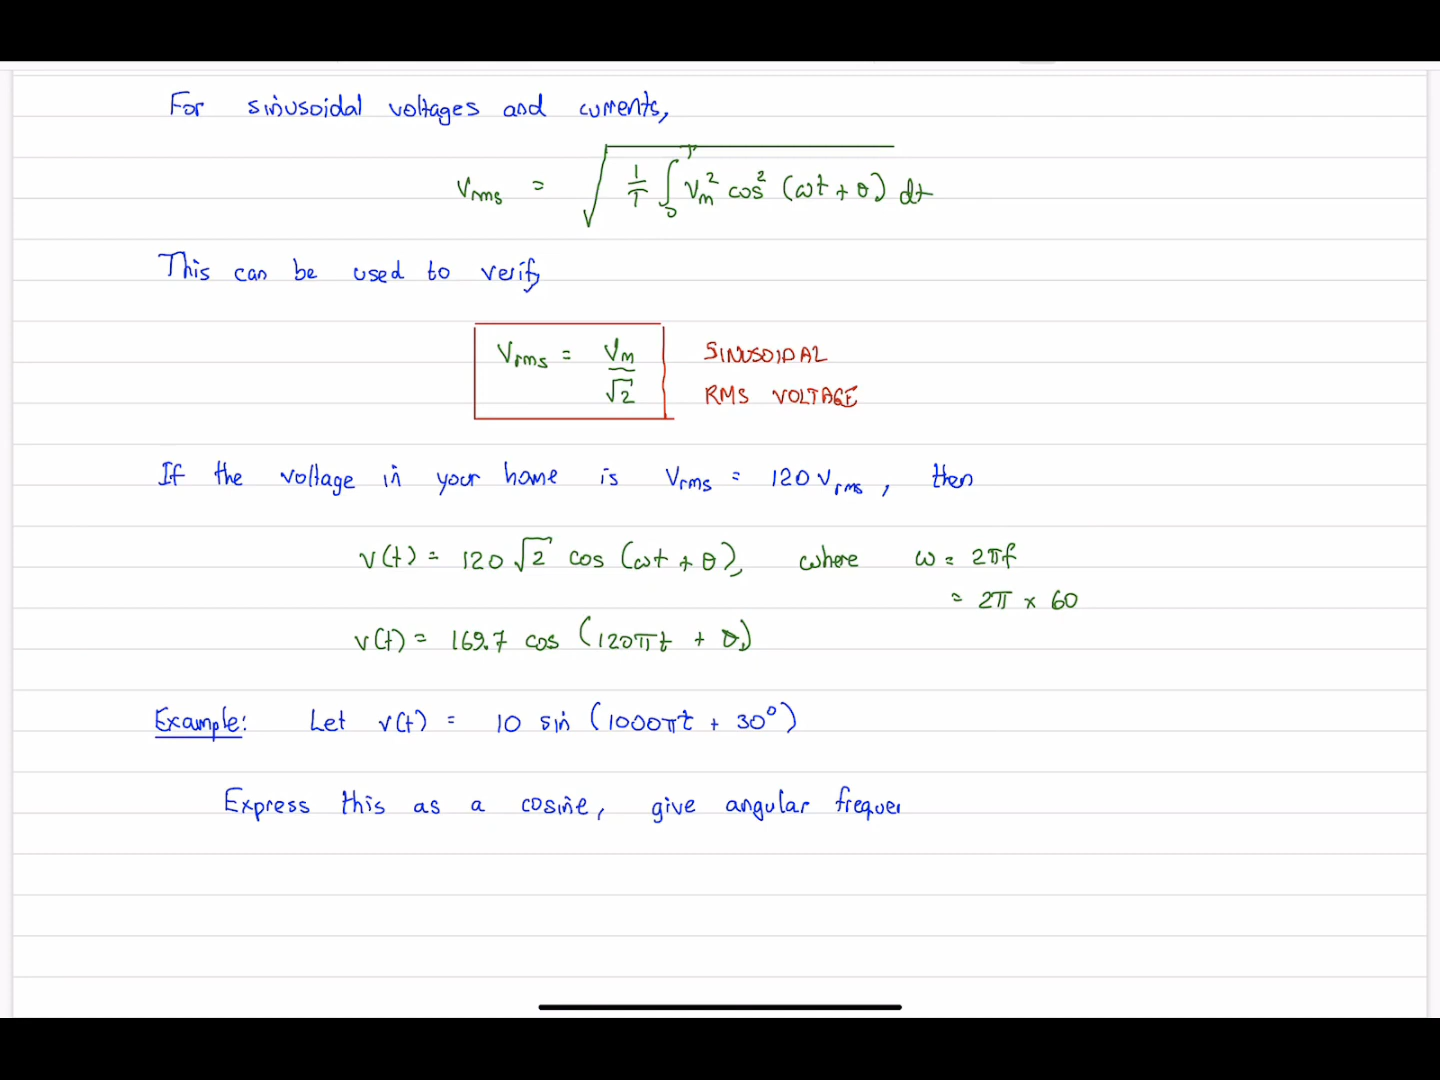 For sinusoidal voltages and currents,
Vrms = √(1/T ∫₀ᵀ Vm² cos² (ωt + θ) dt
This can be used to verify
Vrms = Vm/√2 SINUSOIDAL
RMS VOLTAGE
If the voltage in your home is Vrms = 120 Vrms, then
v(t) = 120 √2 cos (ωt + θ), where ω = 2πf
= 2π × 60
v(t) = 169.7 cos (120πt + θ)
Example: Let v(t) = 10 sin (1000πt + 30°)
Express this as a cosine, give angular frequen